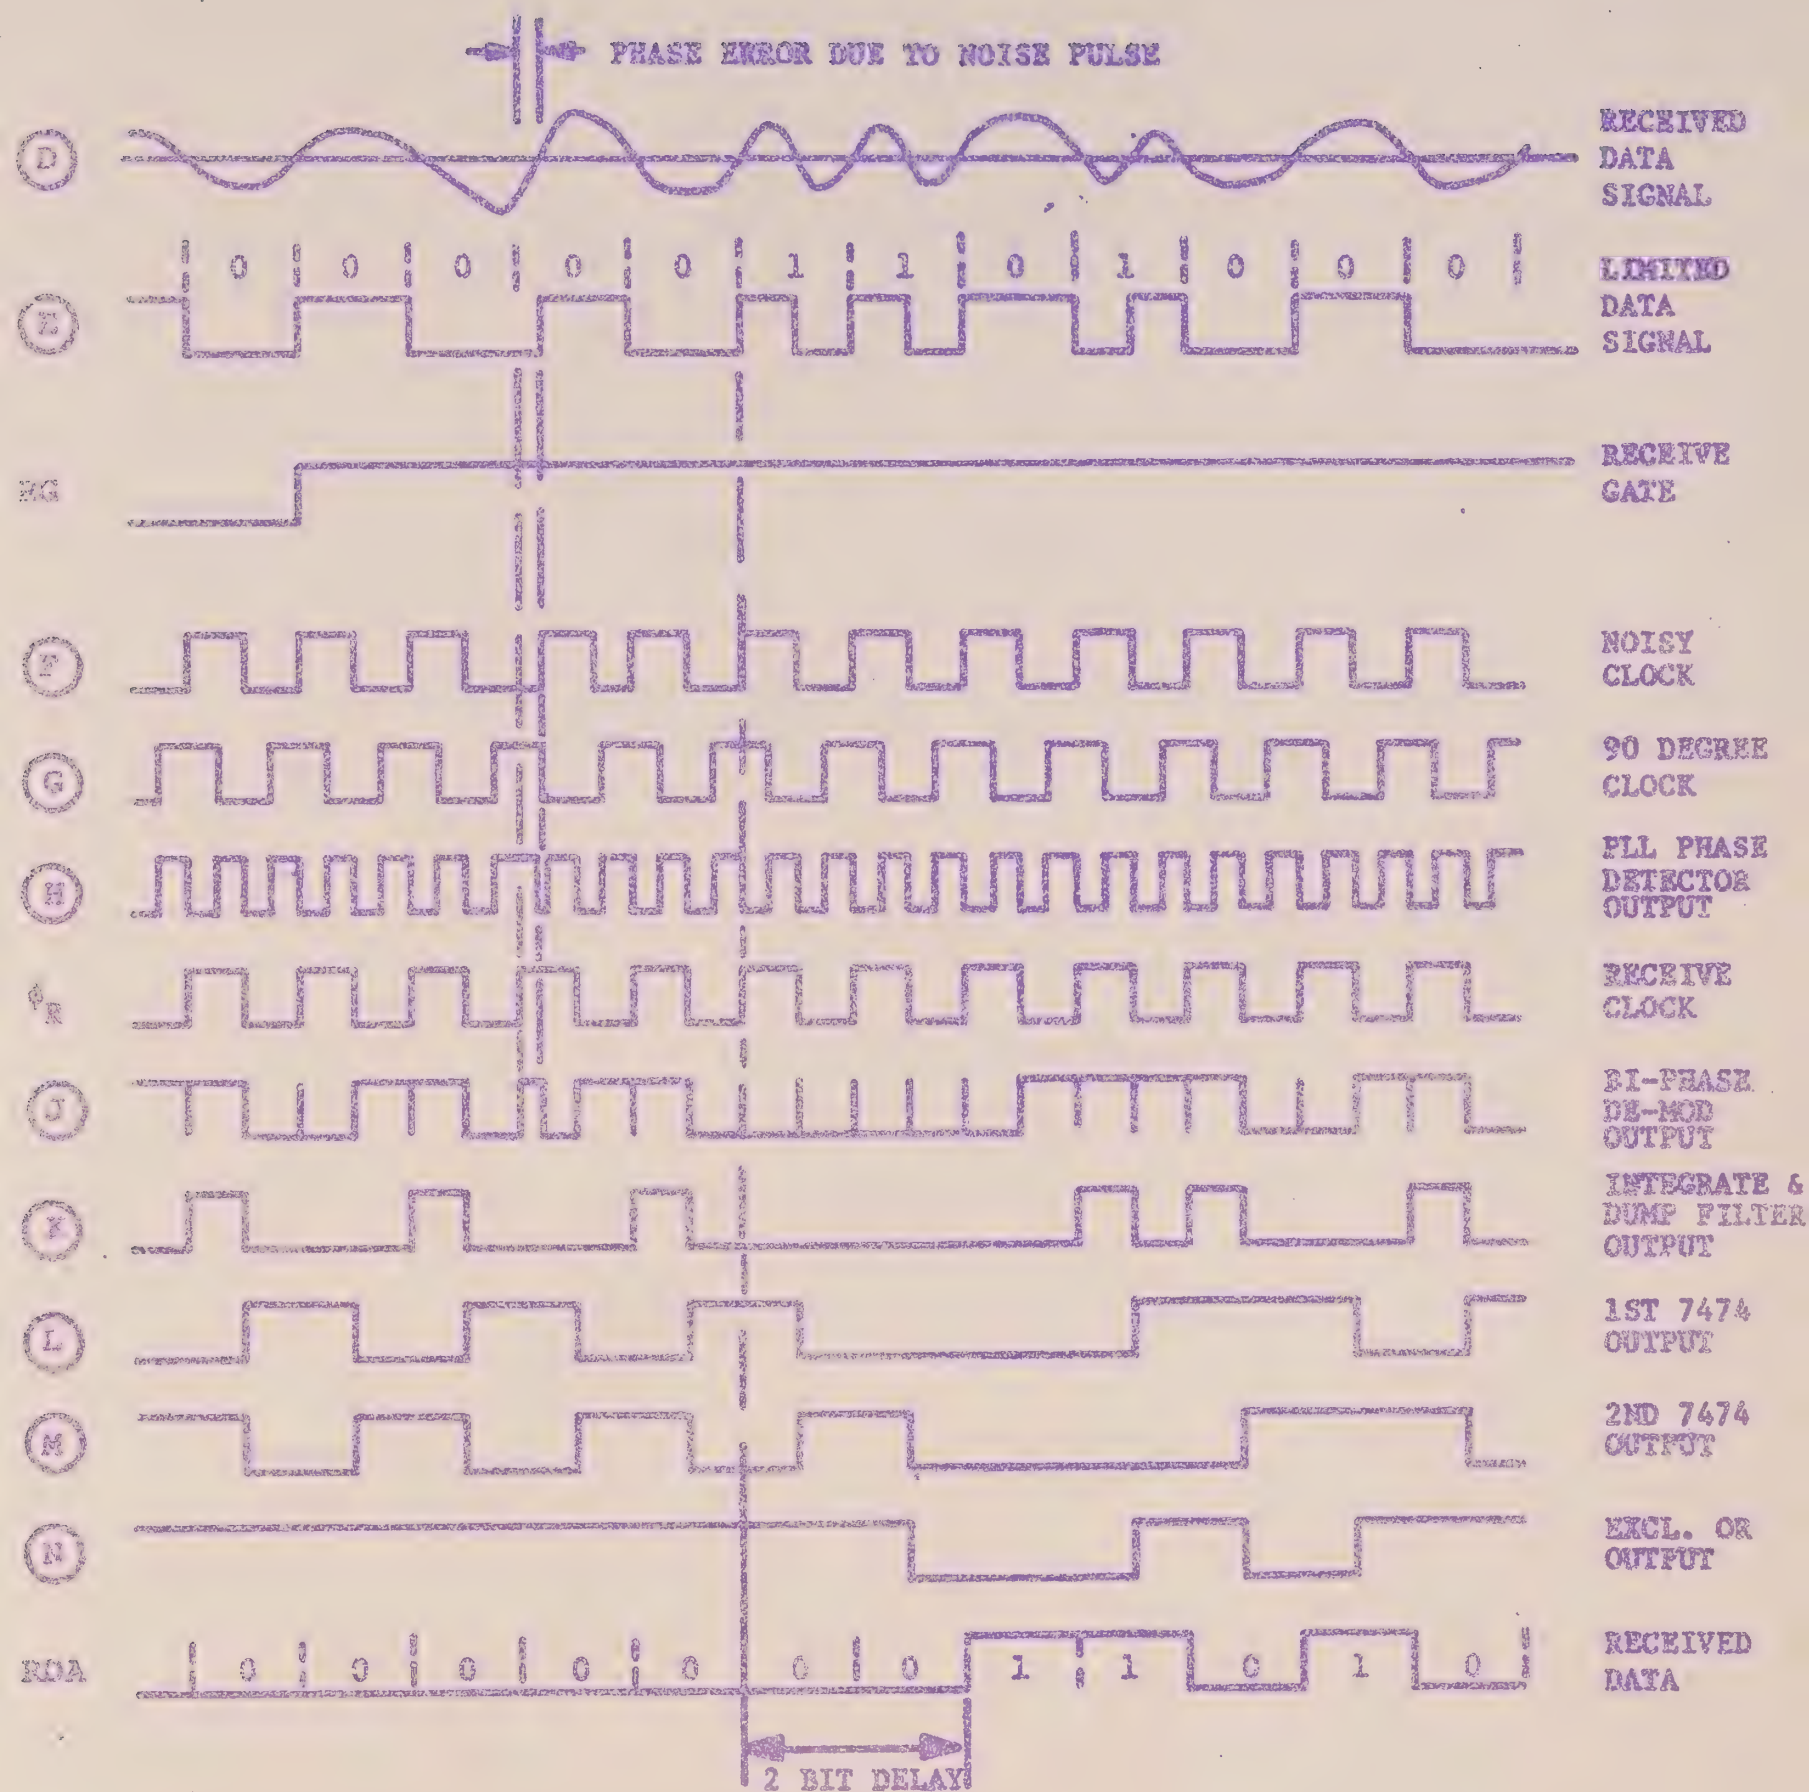 PHASE ERROR DUE TO NOISE PULSE
D
RECEIVED
DATA
SIGNAL
0 0 0 0 0 1 1 0 1 0 0 0
E
LIMITED
DATA
SIGNAL
RG
RECEIVE
GATE
F
NOISY
CLOCK
G
90 DEGREE
CLOCK
H
PLL PHASE
DETECTOR
OUTPUT
φR
RECEIVE
CLOCK
J
BI-PHASE
DE-MOD
OUTPUT
K
INTEGRATE &
DUMP FILTER
OUTPUT
L
1ST 7474
OUTPUT
M
2ND 7474
OUTPUT
N
EXCL. OR
OUTPUT
RDA
0 0 0 0 0 0 0 1 1 0 1 0
RECEIVED
DATA
2 BIT DELAY